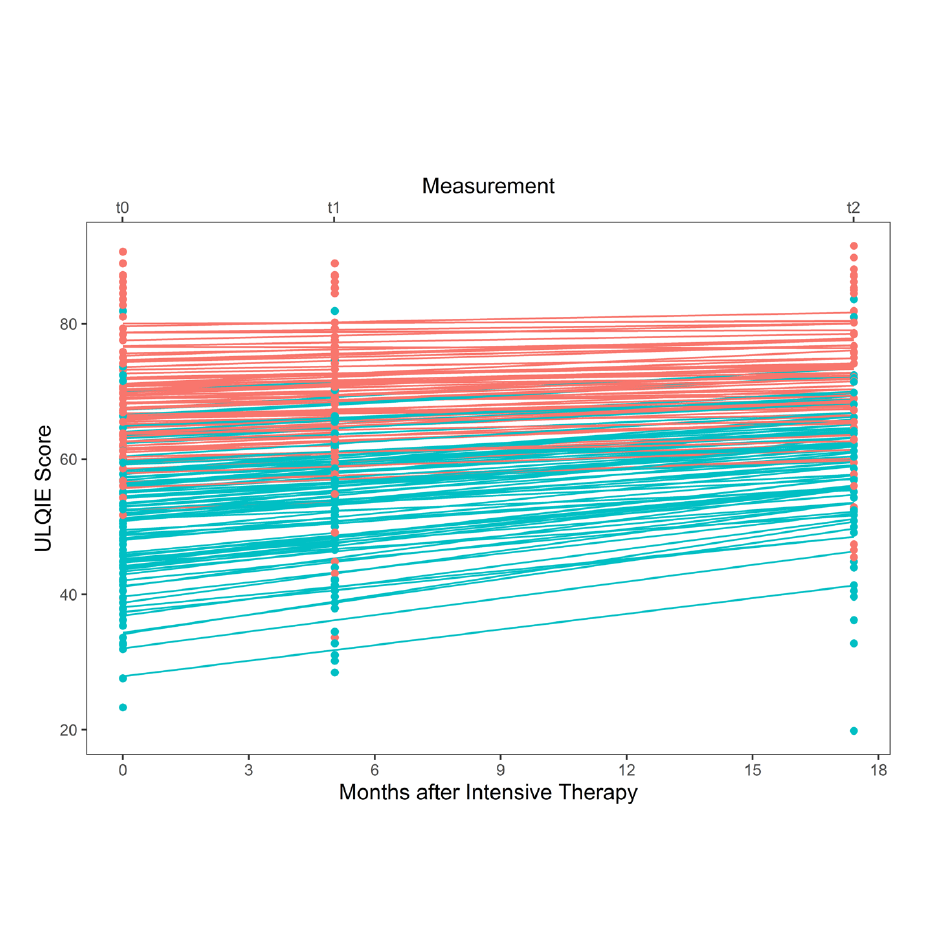 Measurement
t0 t1 t2
80
60
40
20
ULQIE Score
0 3 6 9 12 15 18
Months after Intensive Therapy